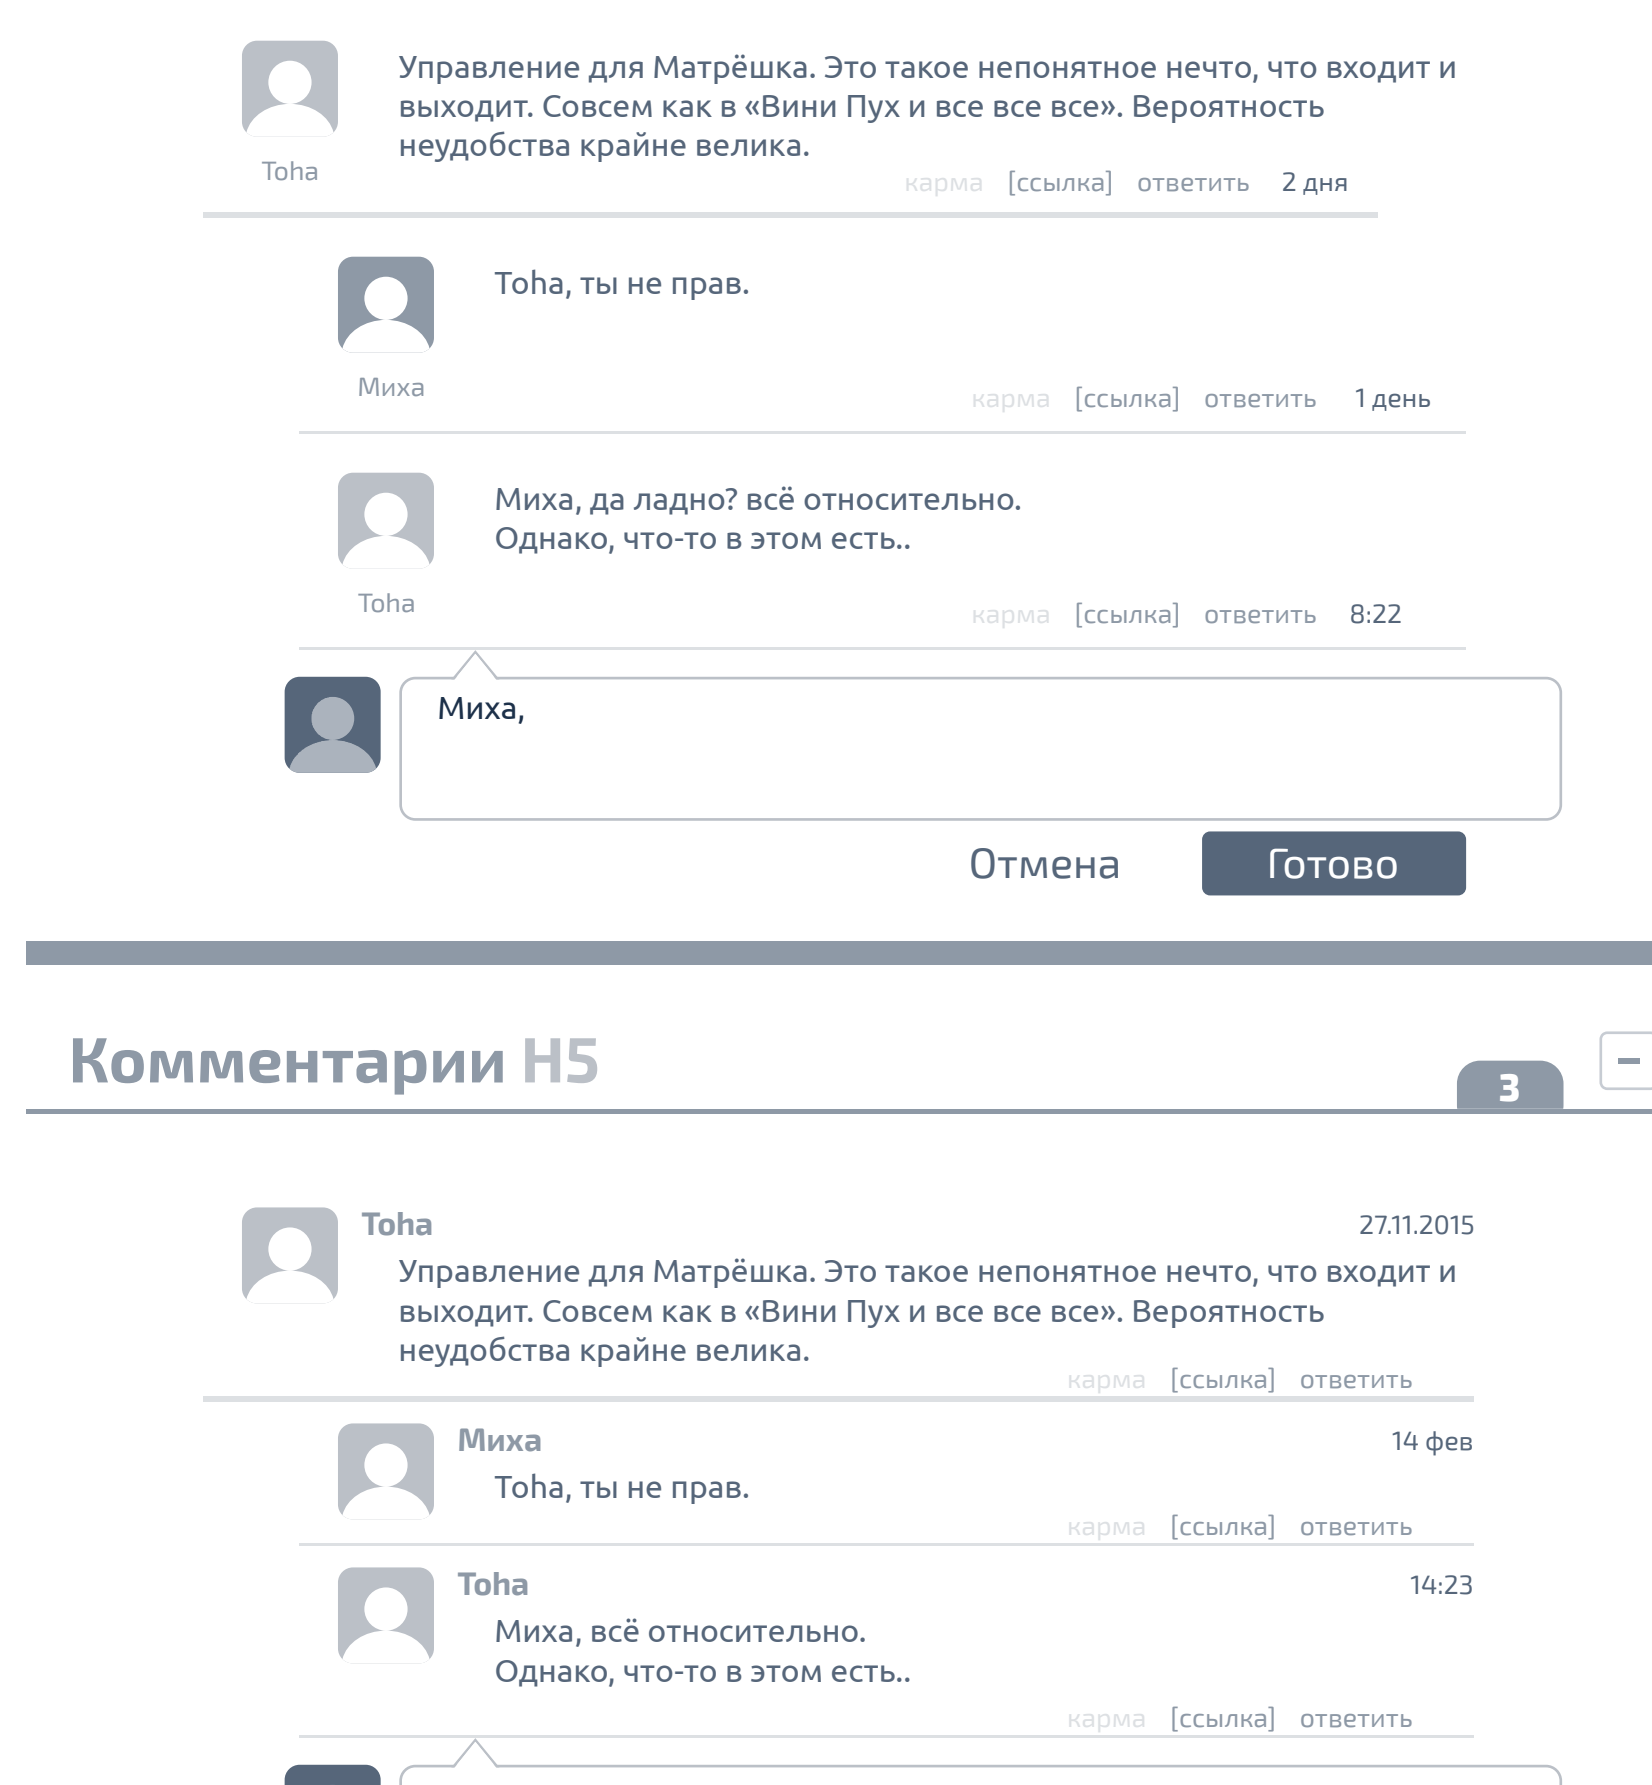 Управление для Матрёшка. Это такое непонятное нечто, что входит и
выходит. Совсем как в «Вини Пух и все все все». Вероятность
неудобства крайне велика.
Toha
карма [ссылка] ответить 2 дня
Toha, ты не прав.
Миха
карма [ссылка] ответить 1 день
Миха, да ладно? всё относительно.
Однако, что-то в этом есть..
Toha
карма [ссылка] ответить 8:22
Миха,
Отмена Готово
Комментарии H5
3
Toha 27.11.2015
Управление для Матрёшка. Это такое непонятное нечто, что входит и
выходит. Совсем как в «Вини Пух и все все все». Вероятность
неудобства крайне велика.
карма [ссылка] ответить
Миха 14 фев
Toha, ты не прав.
карма [ссылка] ответить
Toha 14:23
Миха, всё относительно.
Однако, что-то в этом есть..
карма [ссылка] ответить